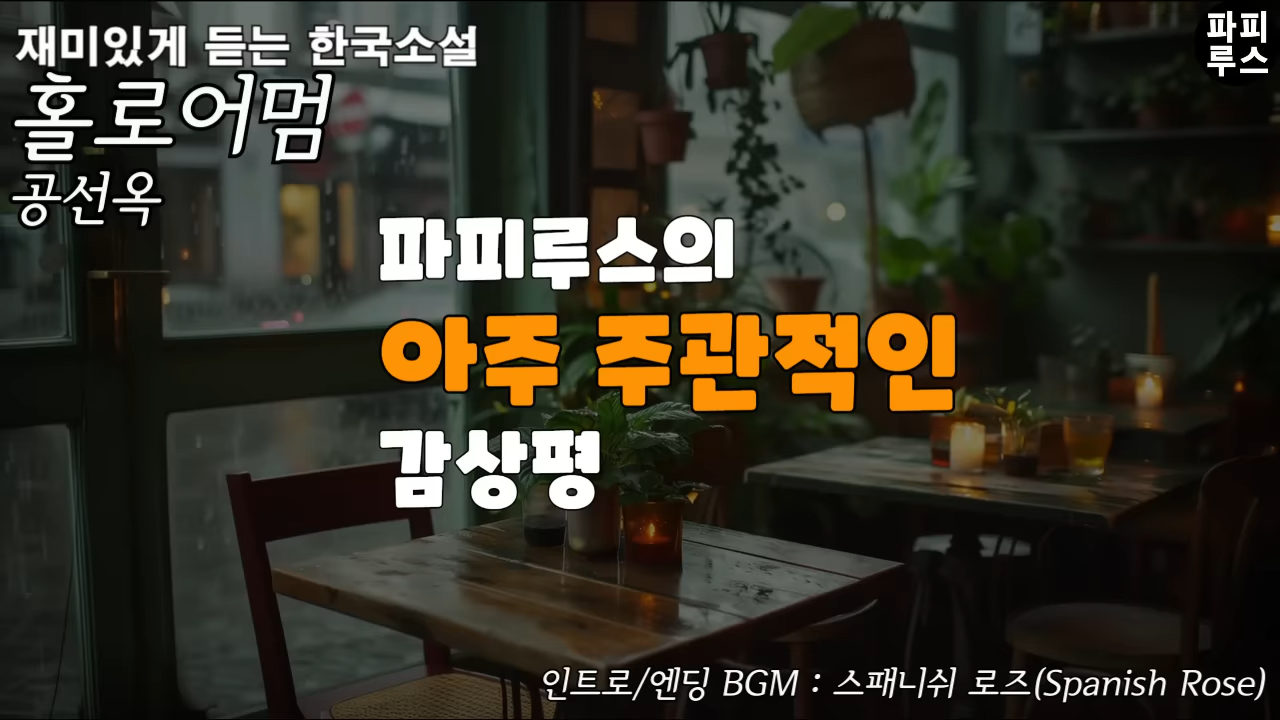 재미있게 듣는 한국소설
홀로어멈
공선옥
파피
루스
파피루스의
아주 주관적인
감상평
인트로/엔딩 BGM : 스패니쉬 로즈(Spanish Rose)